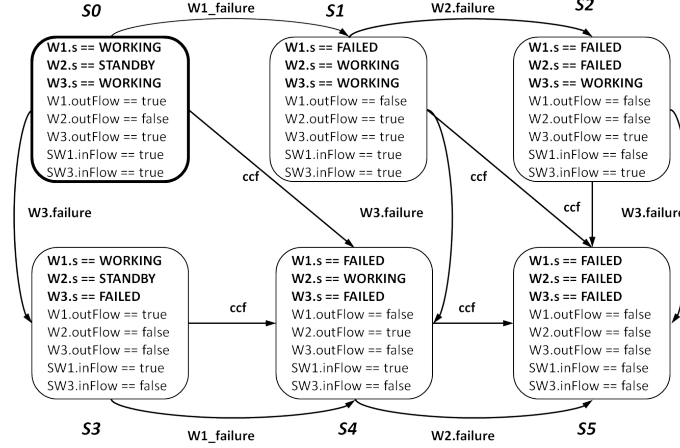 S0
W1_failure
S1
W2.failure
S2
W1.s == WORKING
W2.s == STANDBY
W3.s == WORKING
W1.outFlow == true
W2.outFlow == false
W3.outFlow == true
SW1.inFlow == true
SW3.inFlow == true
W1.s == FAILED
W2.s == WORKING
W3.s == WORKING
W1.outFlow == false
W2.outFlow == true
W3.outFlow == true
SW1.inFlow == true
SW3.inFlow == true
W1.s == FAILED
W2.s == FAILED
W3.s == WORKING
W1.outFlow == false
W2.outFlow == false
W3.outFlow == true
SW1.inFlow == false
SW3.inFlow == true
ccf
ccf
ccf
W3.failure
W3.failure
W3.failure
W1.s == WORKING
W2.s == STANDBY
W3.s == FAILED
W1.outFlow == true
W2.outFlow == false
W3.outFlow == false
SW1.inFlow == true
SW3.inFlow == false
ccf
W1.s == FAILED
W2.s == WORKING
W3.s == FAILED
W1.outFlow == false
W2.outFlow == true
W3.outFlow == false
SW1.inFlow == true
SW3.inFlow == false
ccf
W1.s == FAILED
W2.s == FAILED
W3.s == FAILED
W1.outFlow == false
W2.outFlow == false
W3.outFlow == false
SW1.inFlow == false
SW3.inFlow == false
S3
W1_failure
S4
W2.failure
S5